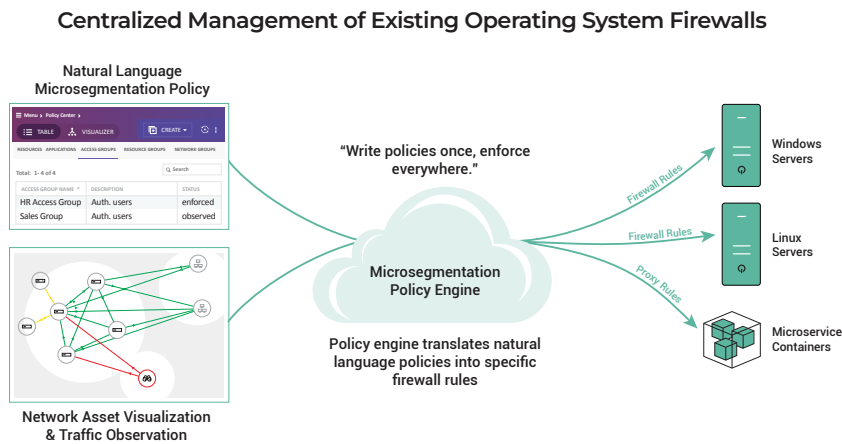 Centralized Management of Existing Operating System Firewalls
Natural Language
Microsegmentation Policy
Menu › Policy Center ›
TABLE
VISUALIZER
CREATE
RESOURCES APPLICATIONS ACCESS GROUPS RESOURCE GROUPS NETWORK GROUPS
Total: 1- 4 of 4
Search
ACCESS GROUP NAME DESCRIPTION STATUS
HR Access Group Auth. users enforced
Sales Group Auth. users observed
Network Asset Visualization
& Traffic Observation
“Write policies once, enforce
everywhere.”
Microsegmentation
Policy Engine
Policy engine translates natural
language policies into specific
firewall rules
Firewall Rules
Firewall Rules
Proxy Rules
Windows
Servers
Linux
Servers
Microservice
Containers